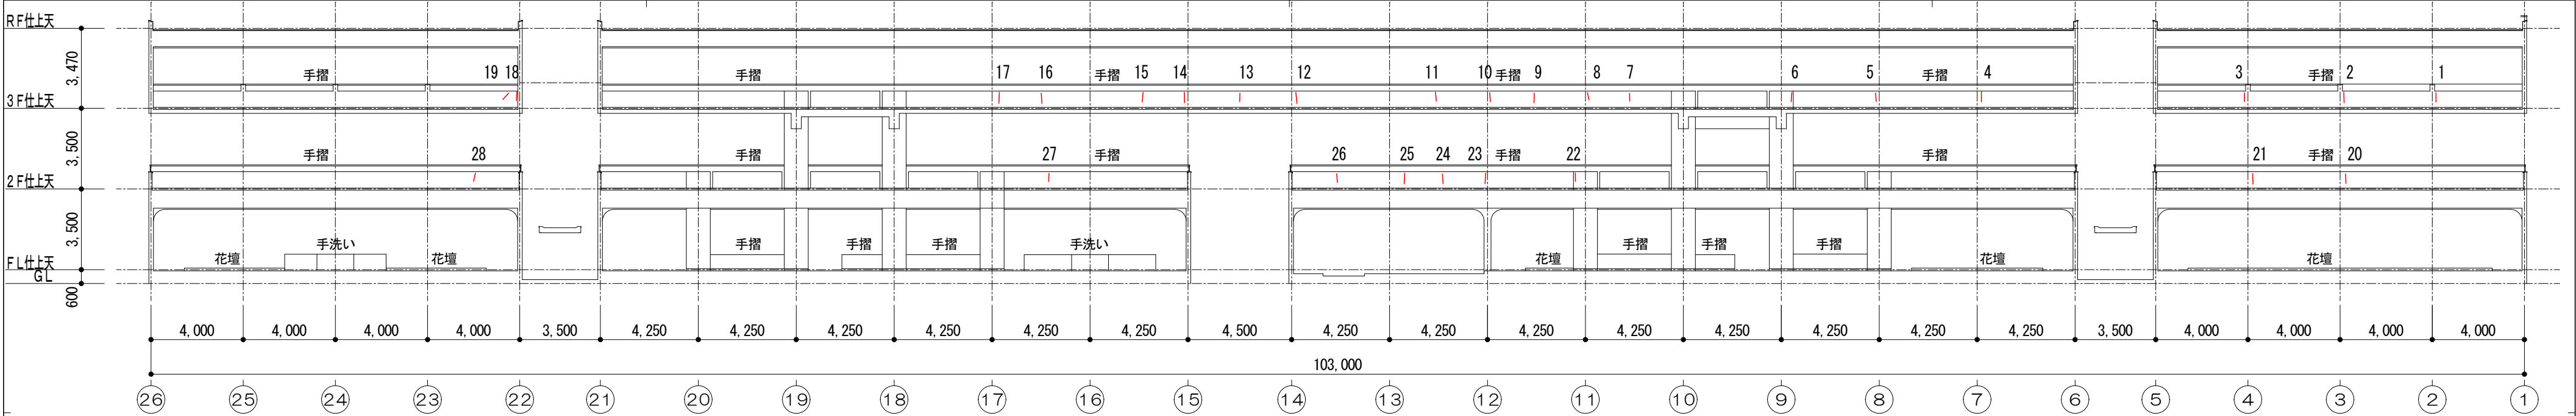 RF仕上天
3,470
手摺 19 18 手摺 17 16 手摺 15 14 13 12 11 10 手摺 9 8 7 6 5 手摺 4 3 手摺 2 1
3F仕上天
3,500
手摺 28 手摺 27 手摺 26 25 24 23 手摺 22 手摺 21 手摺 20
2F仕上天
3,500
手洗い 手摺 手摺 手摺 手洗い 手摺 手摺 手摺
花壇 花壇 花壇 花壇 花壇
FL仕上天
GL
600
4,000 4,000 4,000 4,000 3,500 4,250 4,250 4,250 4,250 4,250 4,250 4,500 4,250 4,250 4,250 4,250 4,250 4,250 4,250 4,250 3,500 4,000 4,000 4,000 4,000
103,000
26 25 24 23 22 21 20 19 18 17 16 15 14 13 12 11 10 9 8 7 6 5 4 3 2 1